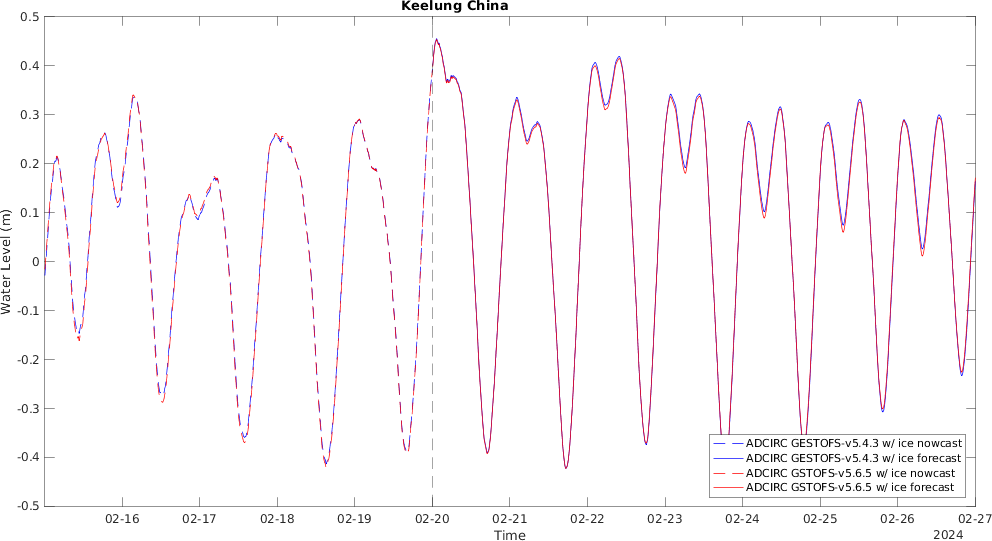 Keelung China
0.5
0.4
0.3
0.2
0.1
0
-0.1
-0.2
-0.3
-0.4
-0.5
Water Level (m)
ADCIRC GESTOFS-v5.4.3 w/ ice nowcast
ADCIRC GESTOFS-v5.4.3 w/ ice forecast
ADCIRC GSTOFS-v5.6.5 w/ ice nowcast
ADCIRC GSTOFS-v5.6.5 w/ ice forecast
02-16 02-17 02-18 02-19 02-20 02-21 02-22 02-23 02-24 02-25 02-26 02-27
Time
2024